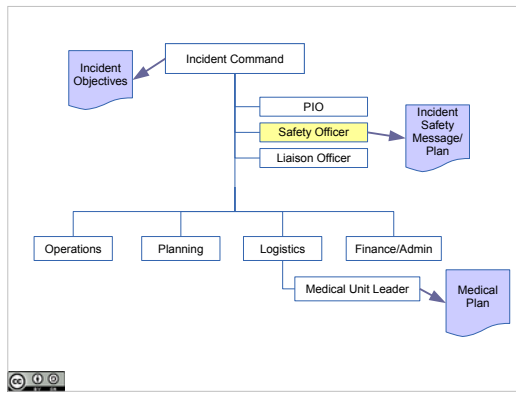 Incident Command
Incident
Objectives
PIO
Safety Officer
Liaison Officer
Incident
Safety
Message/
Plan
Operations
Planning
Logistics
Finance/Admin
Medical Unit Leader
Medical
Plan
cc